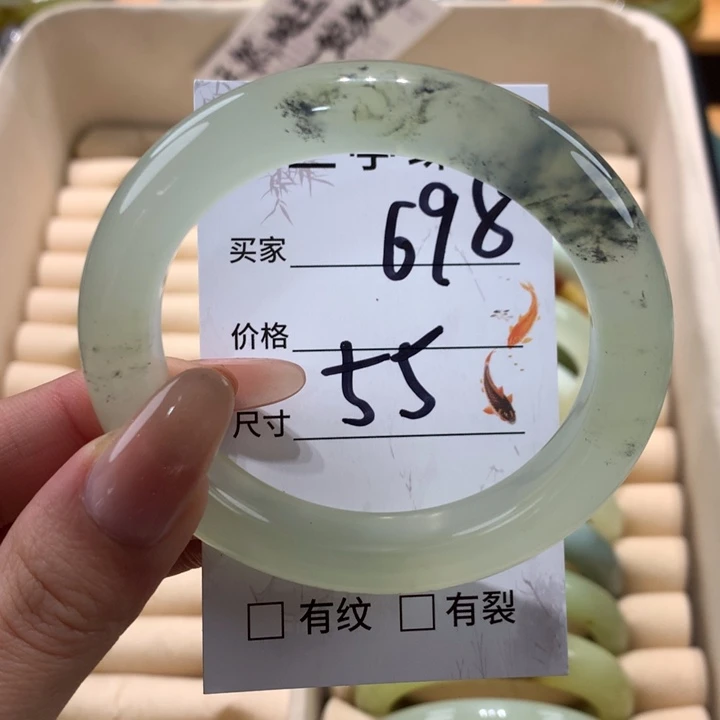 买家 698
价格
尺寸 55
□ 有纹 □ 有裂